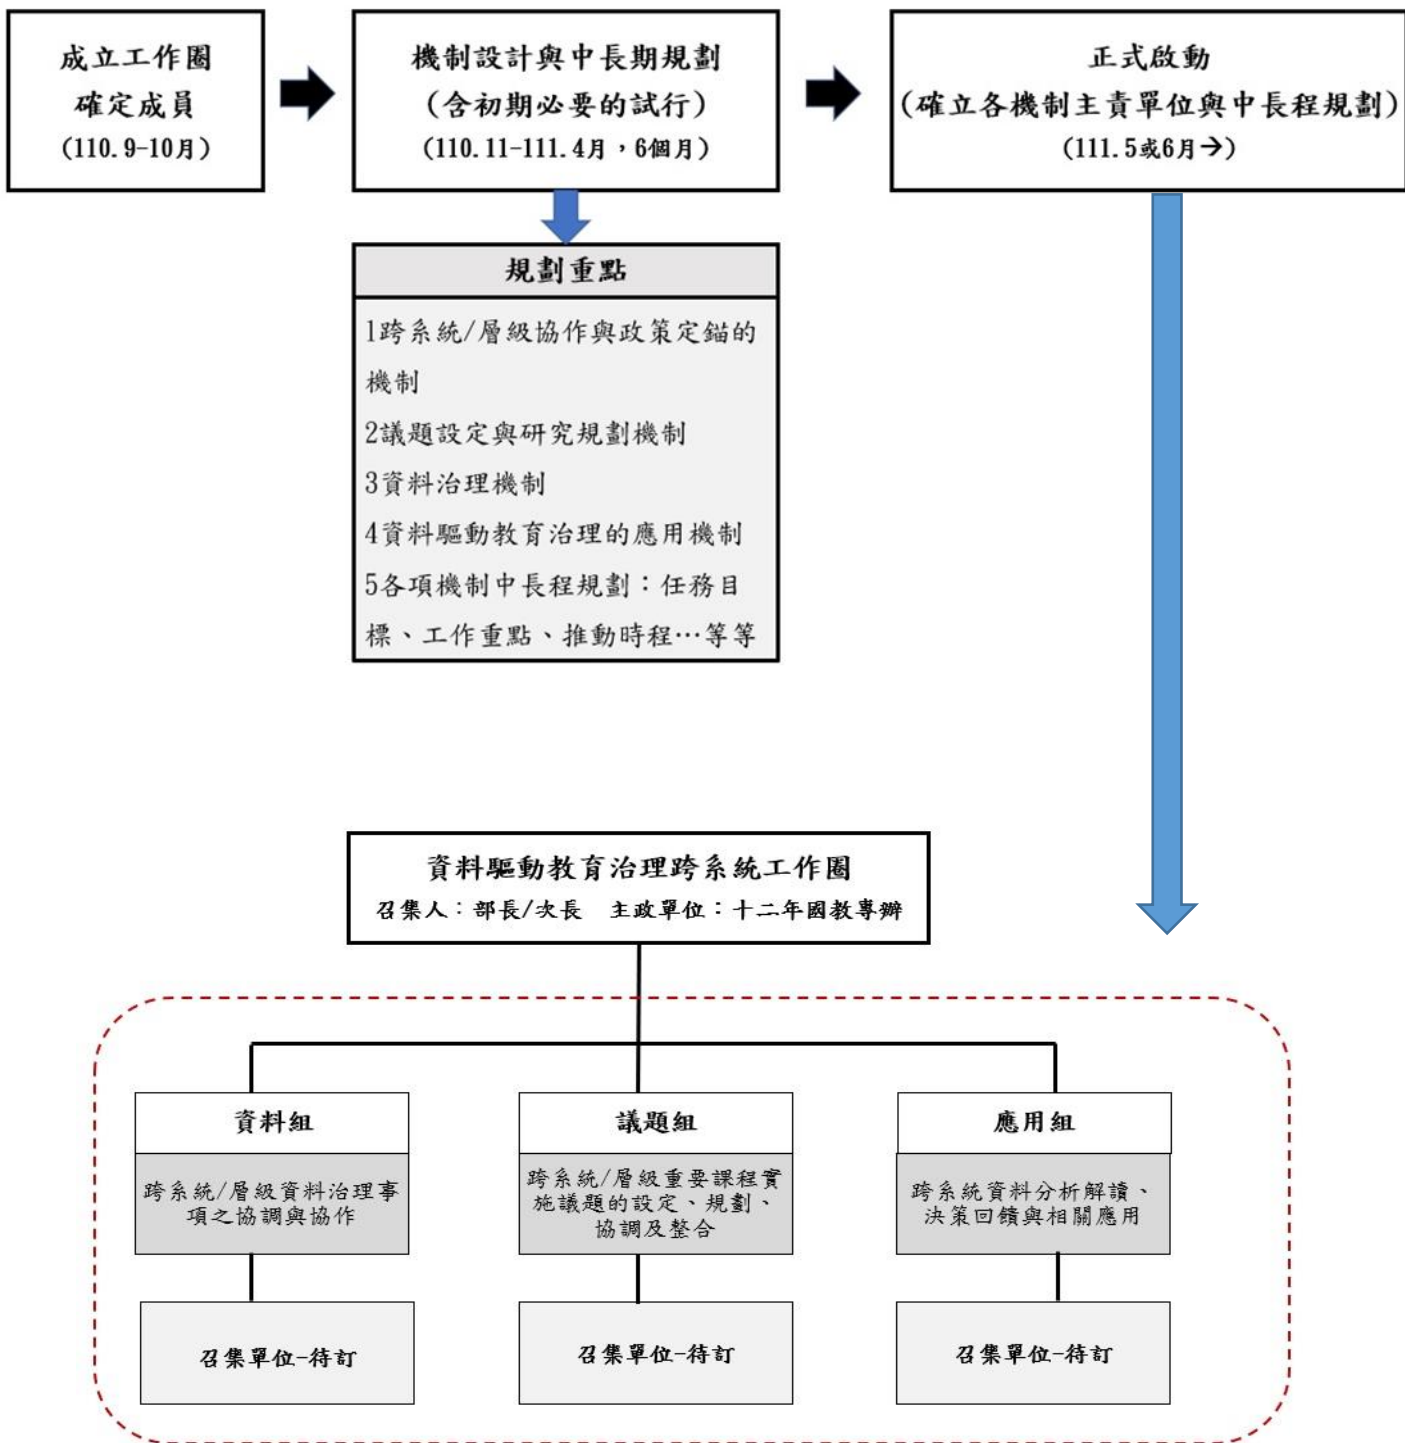 成立工作圈
確定成員
(110.9-10月)
機制設計與中長期規劃
(含初期必要的試行)
(110.11-111.4月，6個月)
正式啟動
(確立各機制主責單位與中長程規劃)
(111.5或6月→)
規劃重點
1跨系統/層級協作與政策定錨的
機制
2議題設定與研究規劃機制
3資料治理機制
4資料驅動教育治理的應用機制
5各項機制中長程規劃：任務目
標、工作重點、推動時程…等等
資料驅動教育治理跨系統工作圈
召集人：部長/次長 主政單位：十二年國教專辦
資料組
跨系統/層級資料治理事
項之協調與協作
召集單位-待訂
議題組
跨系統/層級重要課程實
施議題的設定、規劃、
協調及整合
召集單位-待訂
應用組
跨系統資料分析解讀、
決策回饋與相關應用
召集單位-待訂